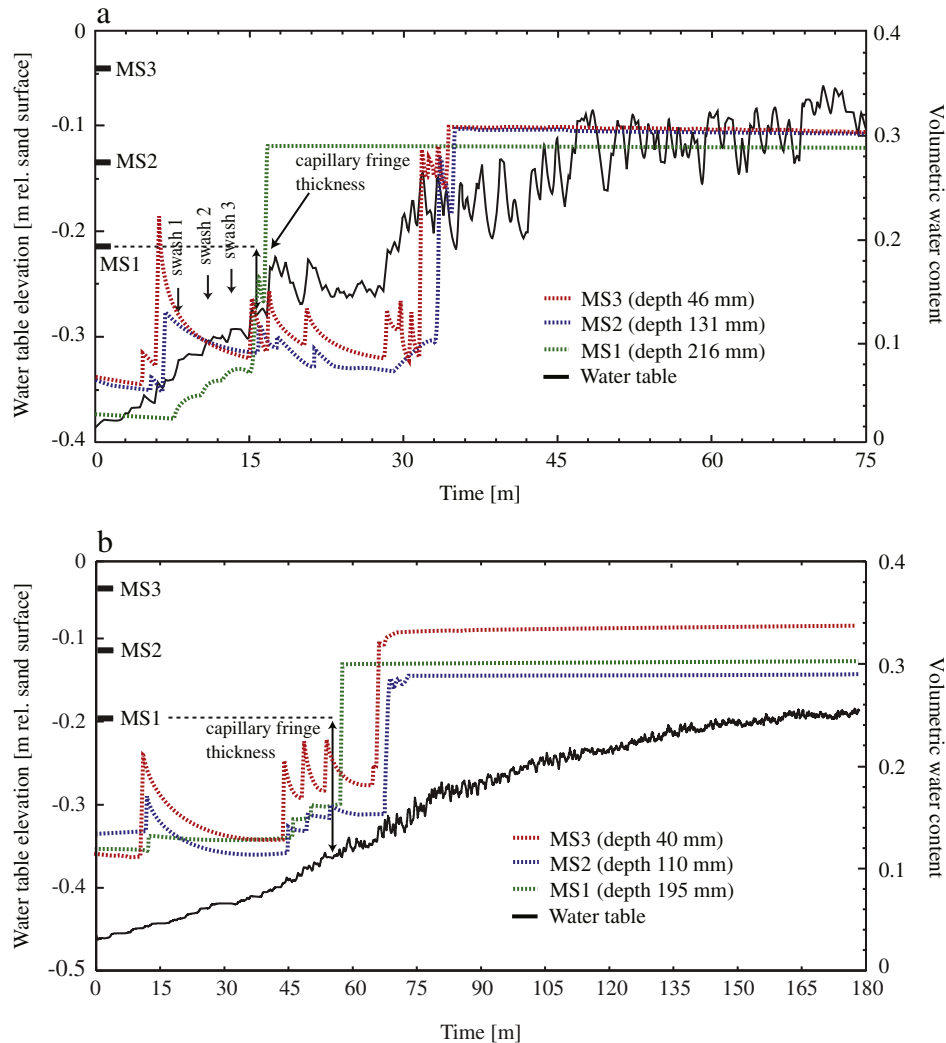 a
0
-0.1
-0.2
-0.3
-0.4
Water table elevation [m rel. sand surface]
MS3
MS2
MS1
swash 1
swash 2
swash 3
capillary fringe
thickness
MS3 (depth 46 mm)
MS2 (depth 131 mm)
MS1 (depth 216 mm)
Water table
0.4
0.3
0.2
0.1
0
Volumetric water
content
0 15 30 45 60 75
Time [m]
b
0
-0.1
-0.2
-0.3
-0.4
-0.5
Water table elevation [m rel. sand surface]
MS3
MS2
MS1
capillary fringe
thickness
MS3 (depth 40 mm)
MS2 (depth 110 mm)
MS1 (depth 195 mm)
Water table
0.4
0.3
0.2
0.1
0
Volumetric water
content
0 15 30 45 60 75 90 105 120 135 150 165 180
Time [m]